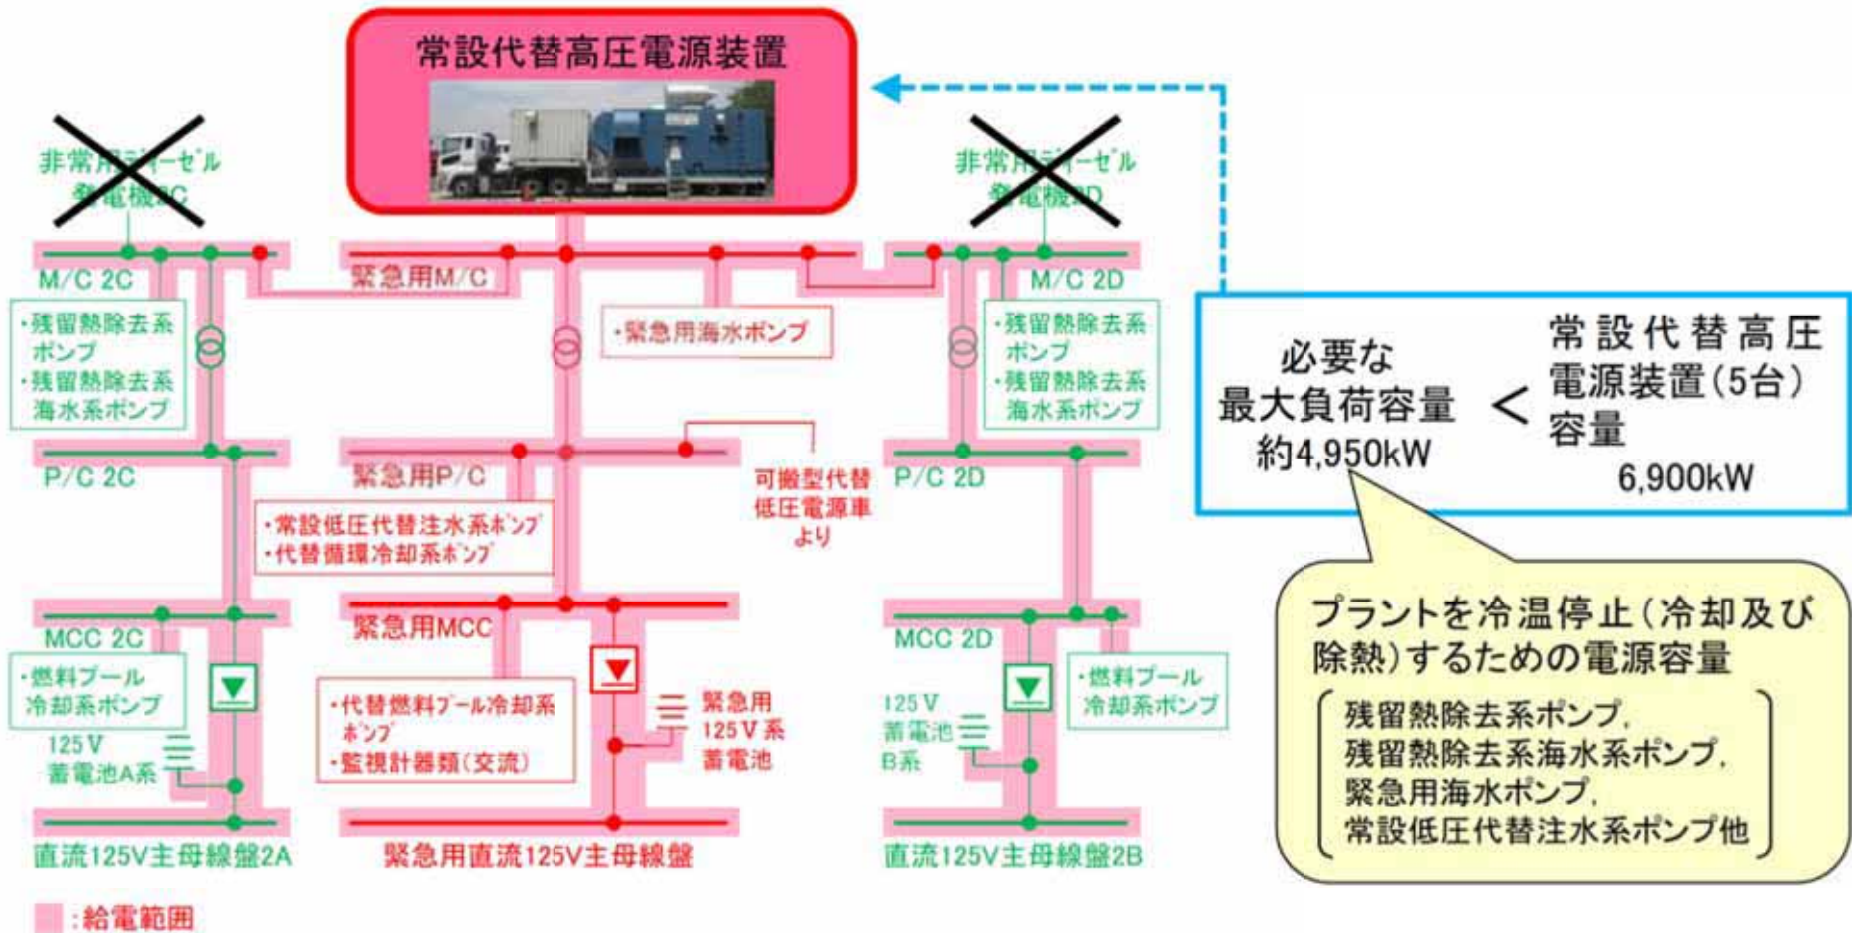 常設代替高圧電源装置
非常用ディーゼル
発電機2C
非常用ディーゼル
発電機2D
M/C 2C
緊急用M/C
M/C 2D
・残留熱除去系
ポンプ
・残留熱除去系
海水系ポンプ
・緊急用海水ポンプ
・残留熱除去系
ポンプ
・残留熱除去系
海水系ポンプ
必要な
最大負荷容量
約4,950kW
<
常設代替高圧
電源装置(5台)
容量
6,900kW
P/C 2C
緊急用P/C
可搬型代替
低圧電源車
より
P/C 2D
・常設低圧代替注水系ポンプ
・代替循環冷却系ポンプ
MCC 2C
緊急用MCC
MCC 2D
・燃料プール
冷却系ポンプ
125V
蓄電池A系
・代替燃料プール冷却系
ポンプ
・監視計器類(交流)
緊急用
125V系
蓄電池
125V
蓄電池
B系
・燃料プール
冷却系ポンプ
プラントを冷温停止(冷却及び
除熱)するための電源容量
残留熱除去系ポンプ,
残留熱除去系海水系ポンプ,
緊急用海水ポンプ,
常設低圧代替注水系ポンプ他
直流125V主母線盤2A
緊急用直流125V主母線盤
直流125V主母線盤2B
:給電範囲